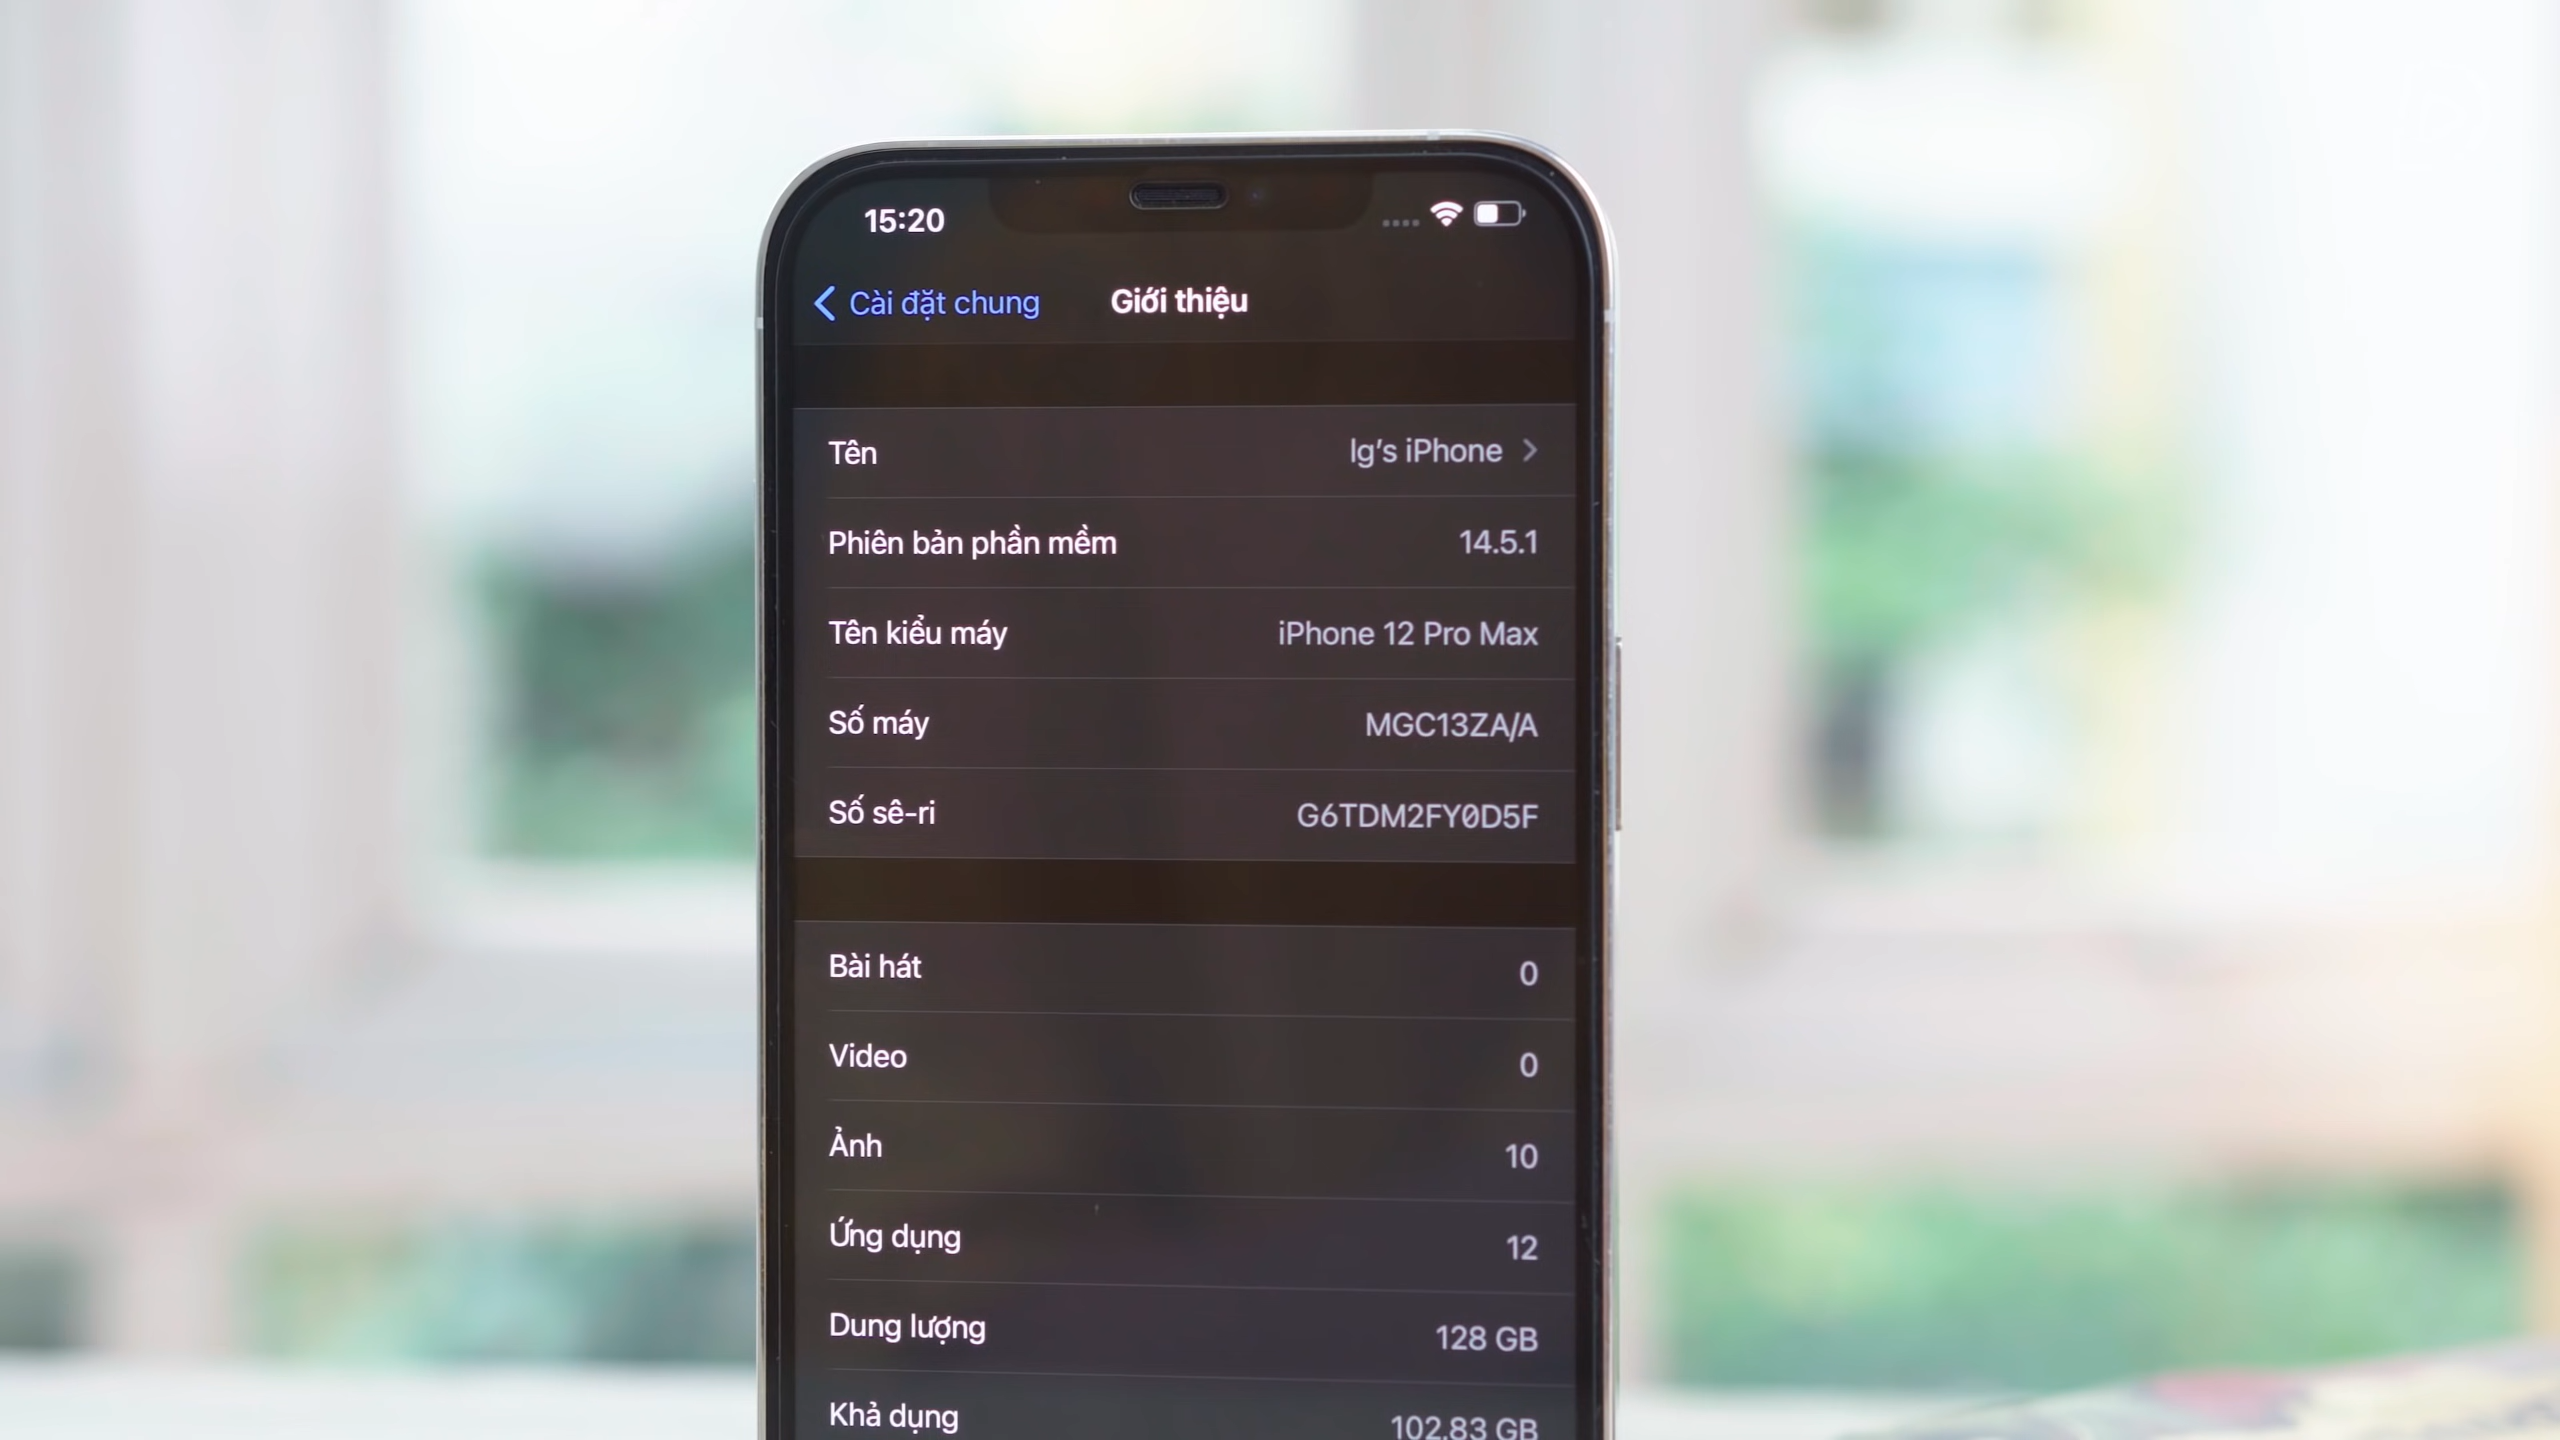 15:20
Cài đặt chung Giới thiệu
Tên lg’s iPhone
Phiên bản phần mềm 14.5.1
Tên kiểu máy iPhone 12 Pro Max
Số máy MGC13ZA/A
Số sê-ri G6TDM2FY0D5F
Bài hát 0
Video 0
Ảnh 10
Ứng dụng 12
Dung lượng 128 GB
Khả dụng 102,83 GB